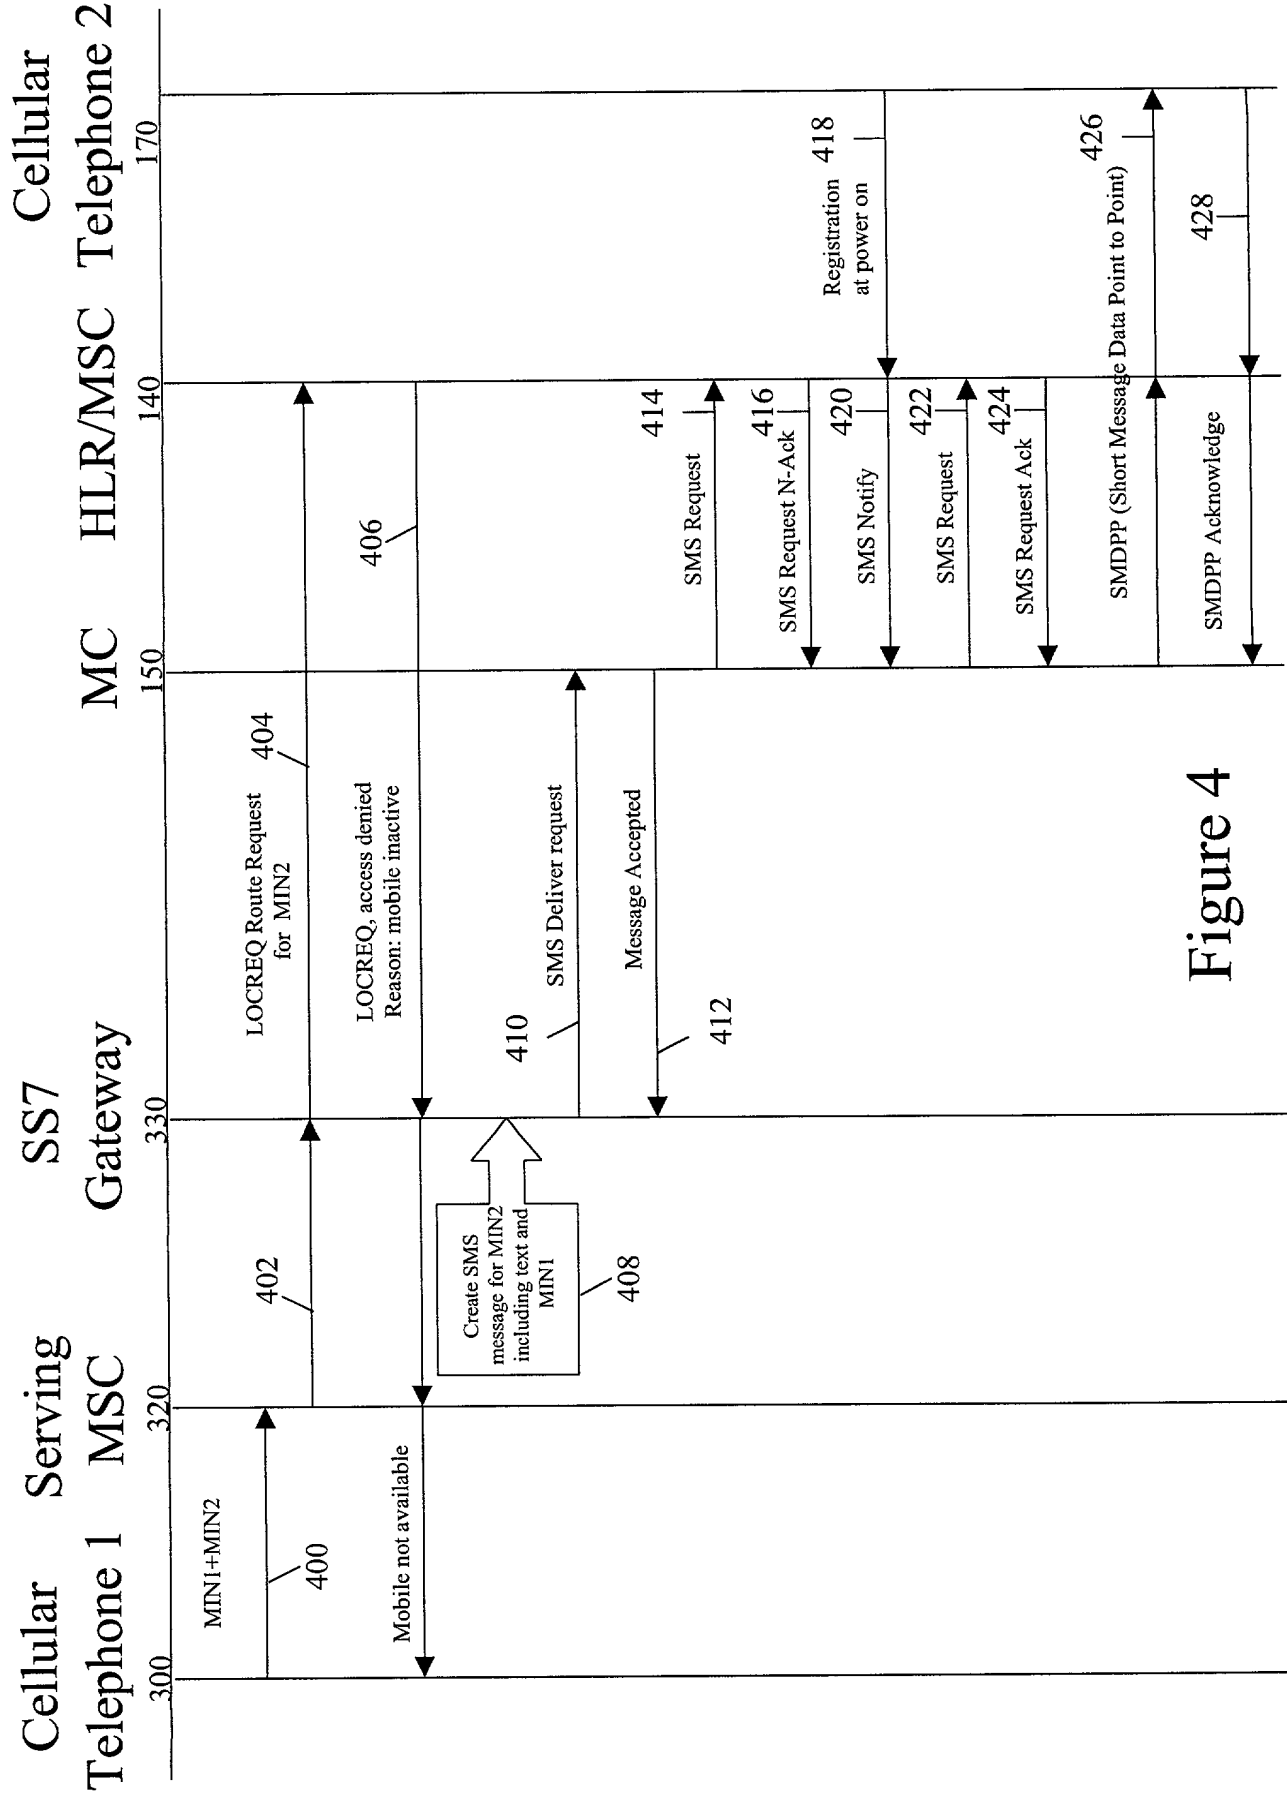 Cellular
Telephone 1
300
Serving
MSC
320
SS7
Gateway
330
MC
150
HLR/MSC
140
Cellular
Telephone 2
170
MIN1+MIN2
400
402
LOCREQ Route Request
for MIN2
404
Mobile not available
LOCREQ, access denied
Reason: mobile inactive
406
Create SMS
message for MIN2
including text and
MIN1
408
SMS Deliver request
410
Message Accepted
412
SMS Request
414
SMS Request N-Ack
416
Registration
at power on
418
SMS Notify
420
SMS Request
422
SMS Request Ack
424
SMDPP (Short Message Data Point to Point)
426
SMDPP Acknowledge
428
Figure 4